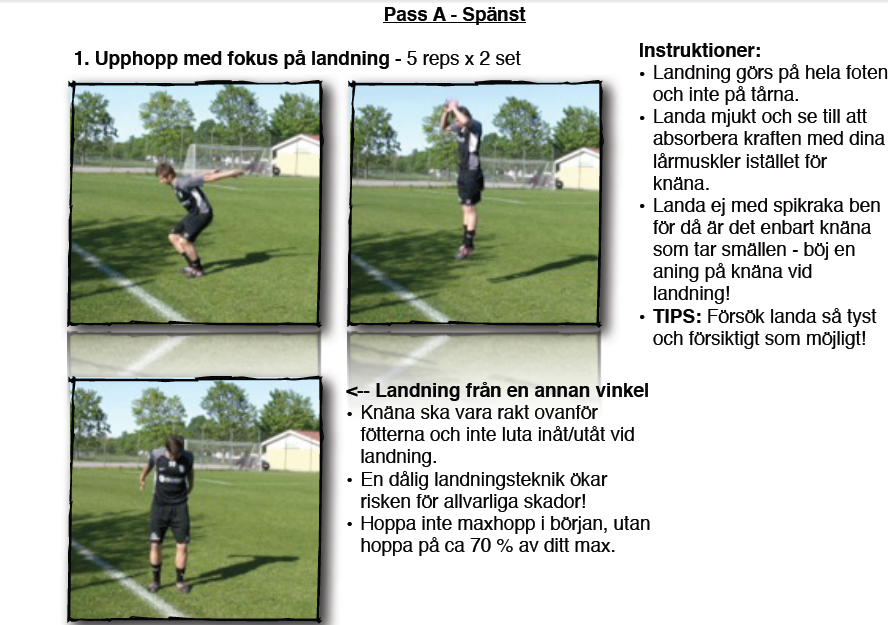 Pass A - Spänst
1. Upphopp med fokus på landning - 5 reps x 2 set
Instruktioner:
• Landning görs på hela foten
och inte på tårna.
• Landa mjukt och se till att
absorbera kraften med dina
lårmuskler istället för
knäna.
• Landa ej med spikraka ben
för då är det enbart knäna
som tar smällen - böj en
aning på knäna vid
landning!
• TIPS: Försök landa så tyst
och försiktigt som möjligt!
<-- Landning från en annan vinkel
• Knäna ska vara rakt ovanför
fötterna och inte luta inåt/utåt vid
landning.
• En dålig landningsteknik ökar
risken för allvarliga skador!
• Hoppa inte maxhopp i början, utan
hoppa på ca 70 % av ditt max.